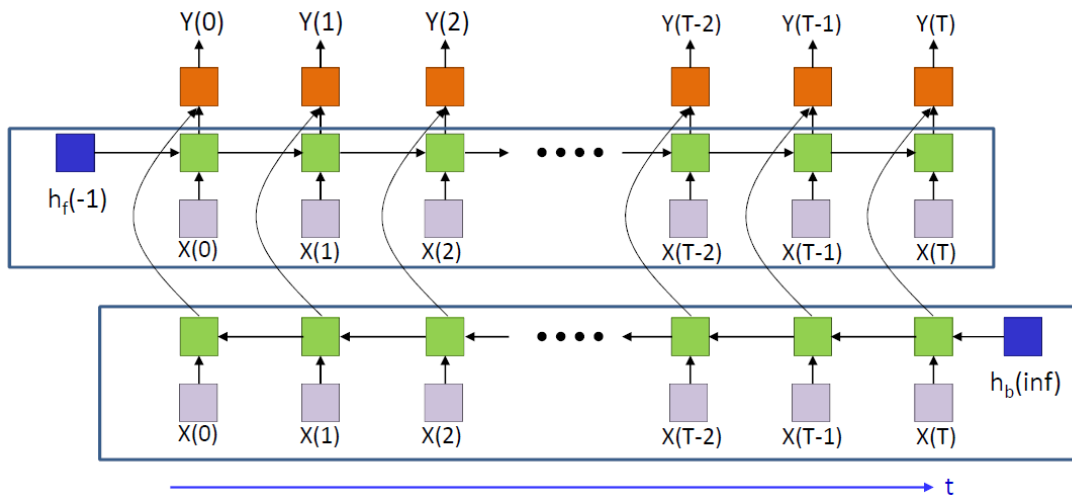 Y(0) Y(1) Y(2) Y(T-2) Y(T-1) Y(T)
h_f(-1)
X(0) X(1) X(2) X(T-2) X(T-1) X(T)
h_b(inf)
X(0) X(1) X(2) X(T-2) X(T-1) X(T)
t